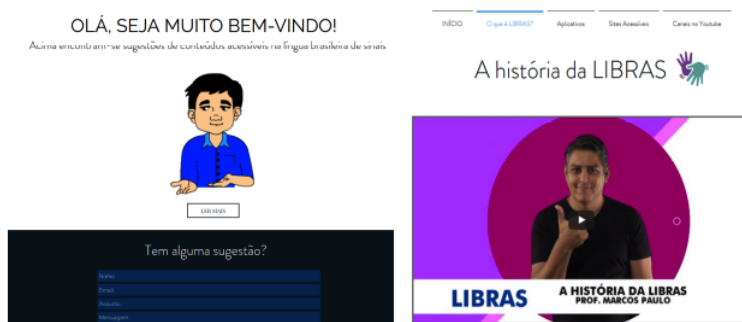 OLÁ, SEJA MUITO BEM-VINDO!
Acima encontram-se sugestões de conteúdos acessíveis na língua brasileira de sinais
LER MAIS
Tem alguma sugestão?
Nome
Email
Assunto
Mensagem
INÍCIO
O que é LIBRAS?
Aplicativos
Sites Acessíveis
Canais no Youtube
A história da LIBRAS
LIBRAS
A HISTÓRIA DA LIBRAS
PROF. MARCOS PAULO